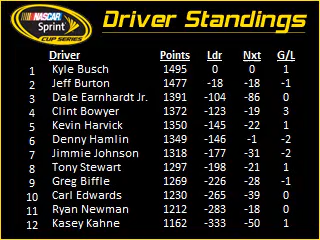 NASCAR Sprint CUP SERIES Driver Standings
Driver Points Ldr Nxt G/L
1 Kyle Busch 1495 0 0 1
2 Jeff Burton 1477 -18 -18 -1
3 Dale Earnhardt Jr. 1391 -104 -86 0
4 Clint Bowyer 1372 -123 -19 3
5 Kevin Harvick 1350 -145 -22 1
6 Denny Hamlin 1349 -146 -1 -2
7 Jimmie Johnson 1318 -177 -31 -2
8 Tony Stewart 1297 -198 -21 1
9 Greg Biffle 1269 -226 -28 -1
10 Carl Edwards 1230 -265 -39 0
11 Ryan Newman 1212 -283 -18 0
12 Kasey Kahne 1162 -333 -50 1